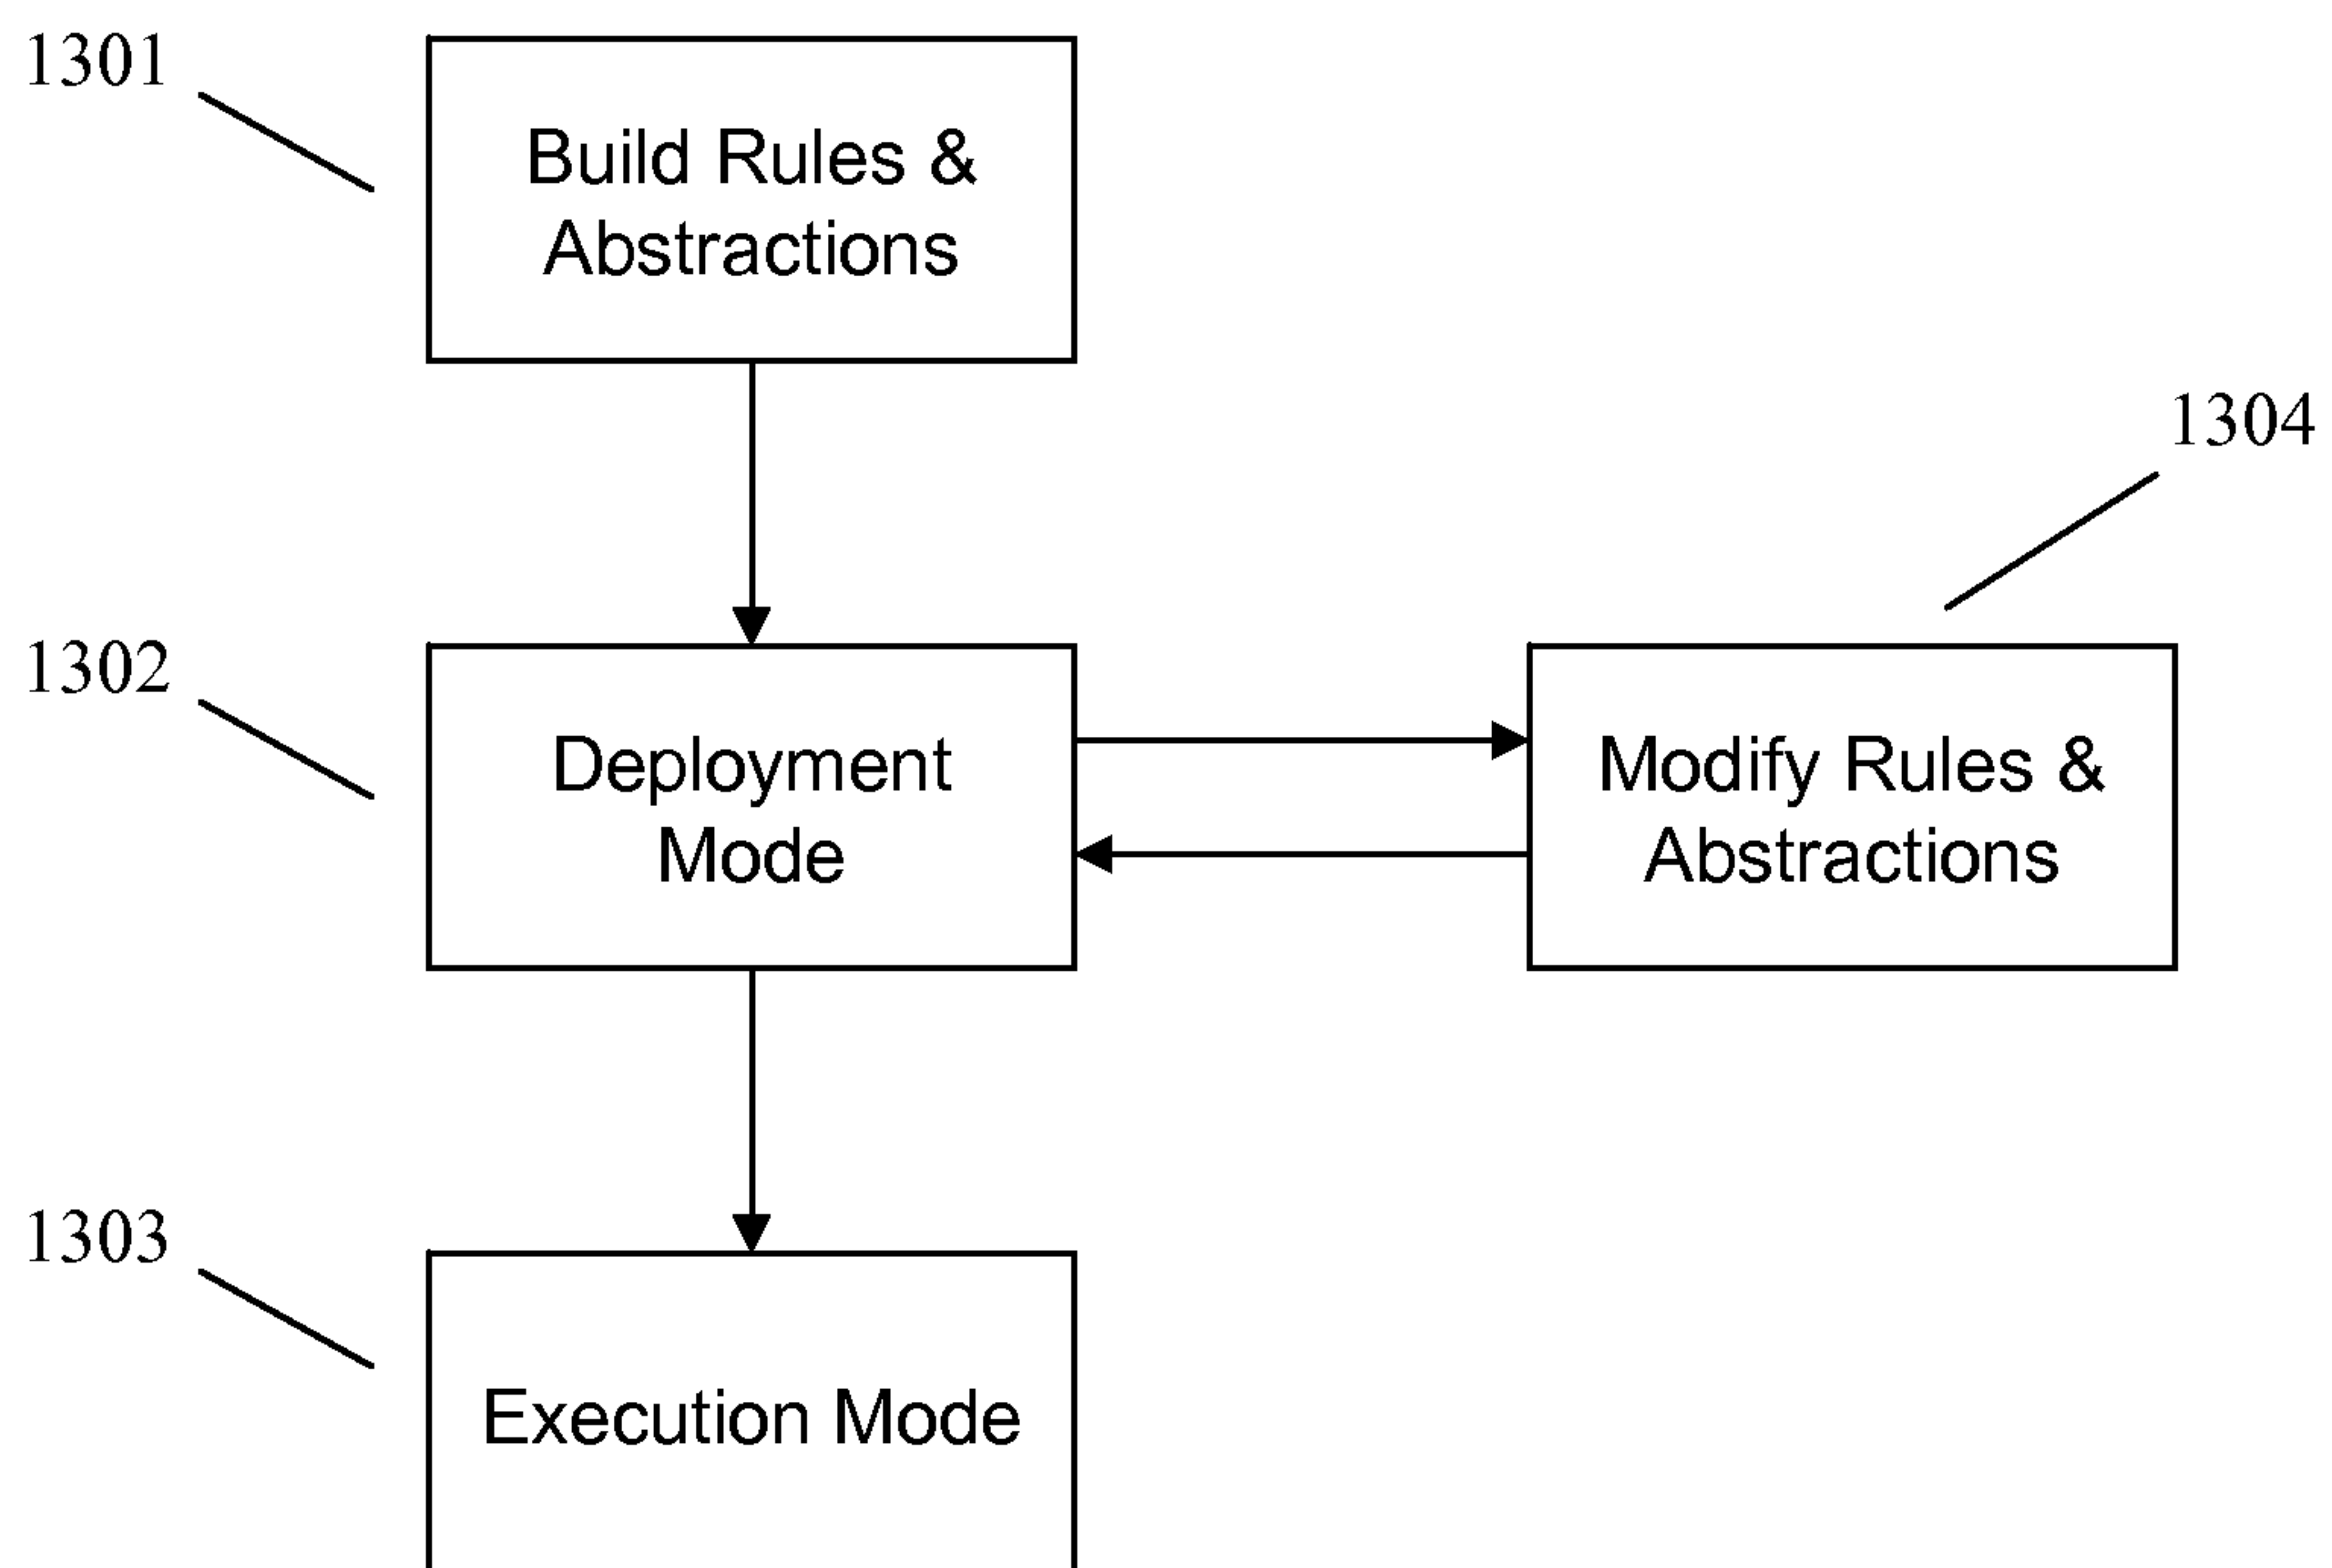 1301
Build Rules &
Abstractions
1304
1302
Deployment
Mode
Modify Rules &
Abstractions
1303
Execution Mode